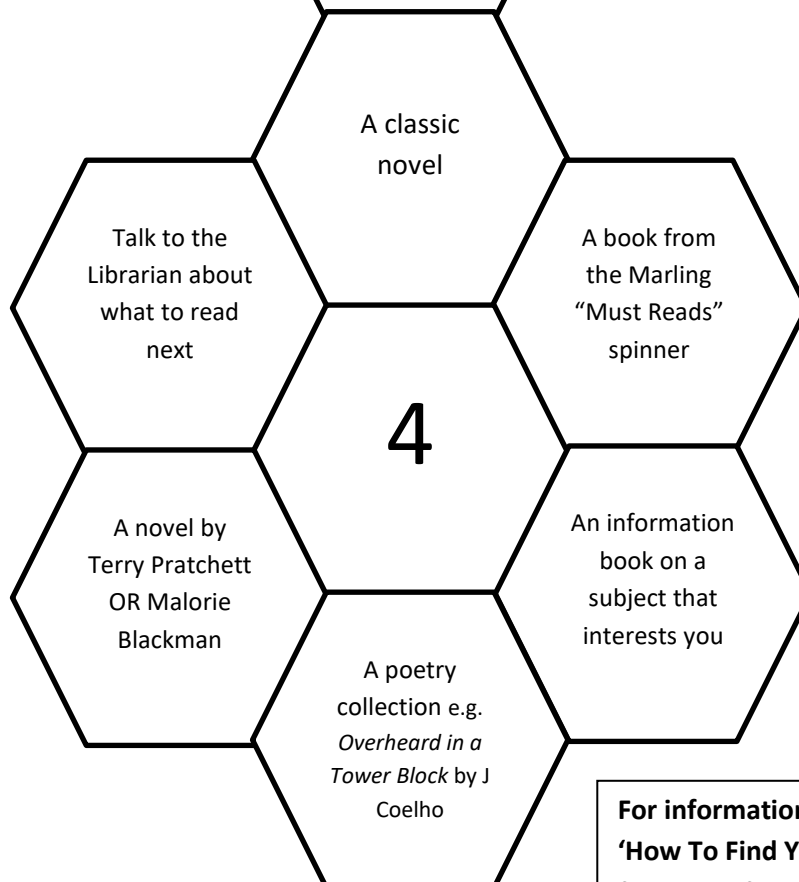 A classic
novel
Talk to the
Librarian about
what to read
next
A book from
the Marling
“Must Reads”
spinner
4
A novel by
Terry Pratchett
OR Malorie
Blackman
An information
book on a
subject that
interests you
A poetry
collection e.g.
Overheard in a
Tower Block by J
Coelho
For information
‘How To Find Y